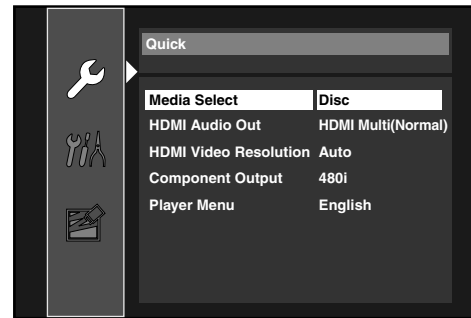 Quick
Media Select Disc
HDMI Audio Out HDMI Multi(Normal)
HDMI Video Resolution Auto
Component Output 480i
Player Menu English